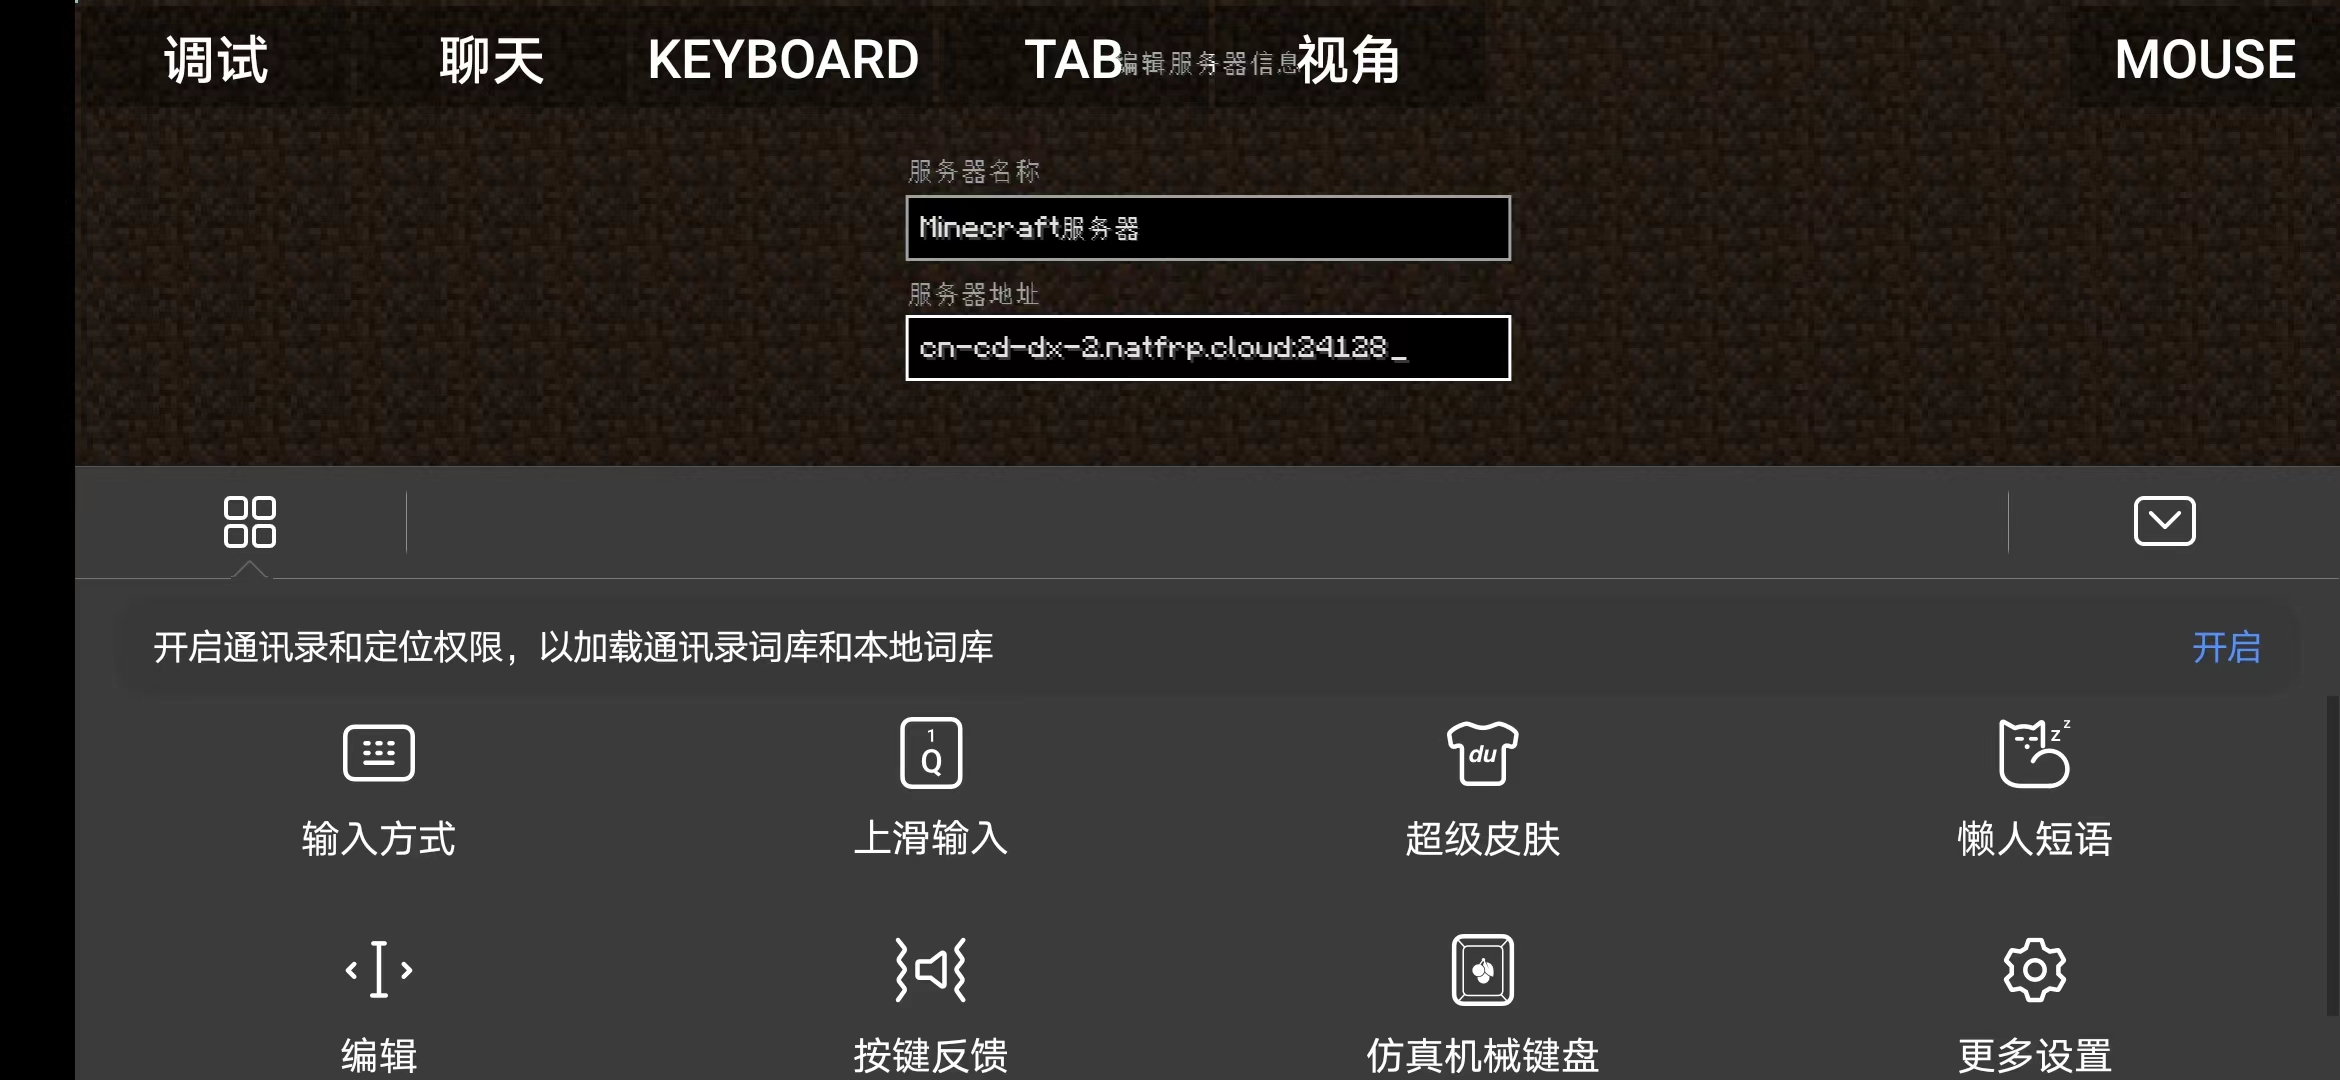 调试 聊天 KEYBOARD TAB 编辑服务器信息 视角 MOUSE
服务器名称
Minecraft服务器
服务器地址
cn-cd-dx-2.natfrp.cloud:24128_
开启通讯录和定位权限，以加载通讯录词库和本地词库 开启
1
Q
du
z
z
输入方式 上滑输入 超级皮肤 懒人短语
编辑 按键反馈 仿真机械键盘 更多设置